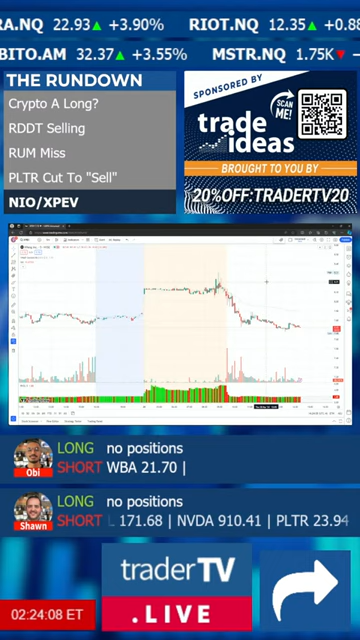 RA.NQ 22.93 +3.90% RIOT.NQ 12.35 +0.88
BITO.AM 32.37 +3.55% MSTR.NQ 1.75K
THE RUNDOWN
Crypto A Long?
RDDT Selling
RUM Miss
PLTR Cut To "Sell"
NIO/XPEV
SPONSORED BY
SCAN ME!
trade ideas
BROUGHT TO YOU BY
20%OFF:TRADERTV20
LONG no positions
SHORT WBA 21.70 |
Obi
LONG no positions
SHORT L 171.68 | NVDA 910.41 | PLTR 23.94
Shawn
traderTV
.LIVE
02:24:08 ET